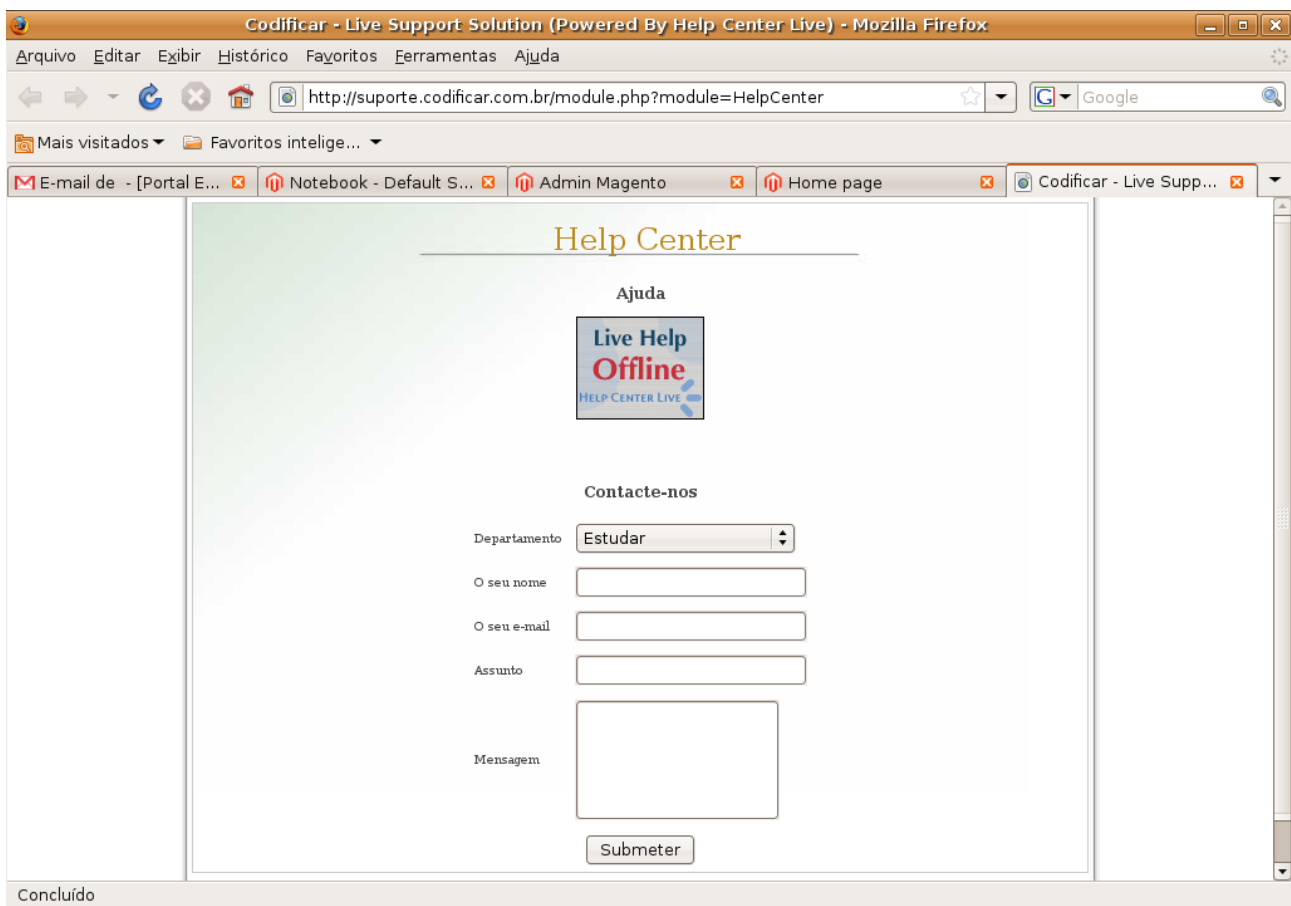 Codificar - Live Support Solution (Powered By Help Center Live) - Mozilla Firefox
Arquivo Editar Exibir Histórico Favoritos Ferramentas Ajuda
http://suporte.codificar.com.br/module.php?module=HelpCenter G Google
Mais visitados Favoritos intelige...
E-mail de - [Portal E... Notebook - Default S... Admin Magento Home page Codificar - Live Supp...
Help Center
Ajuda
Live Help
Offline
HELP CENTER LIVE
Contacte-nos
Departamento Estudar
O seu nome
O seu e-mail
Assunto
Mensagem
Submeter
Concluído